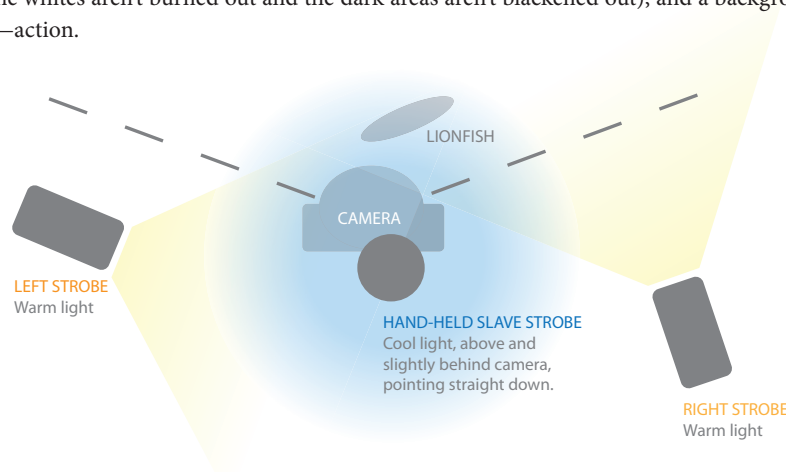 whites aren't burned out and the dark areas aren't blackened out), and a
–action.
LIONFISH
CAMERA
LEFT STROBE
Warm light
HAND-HELD SLAVE STROBE
Cool light, above and
slightly behind camera,
pointing straight down.
RIGHT STROBE
Warm light